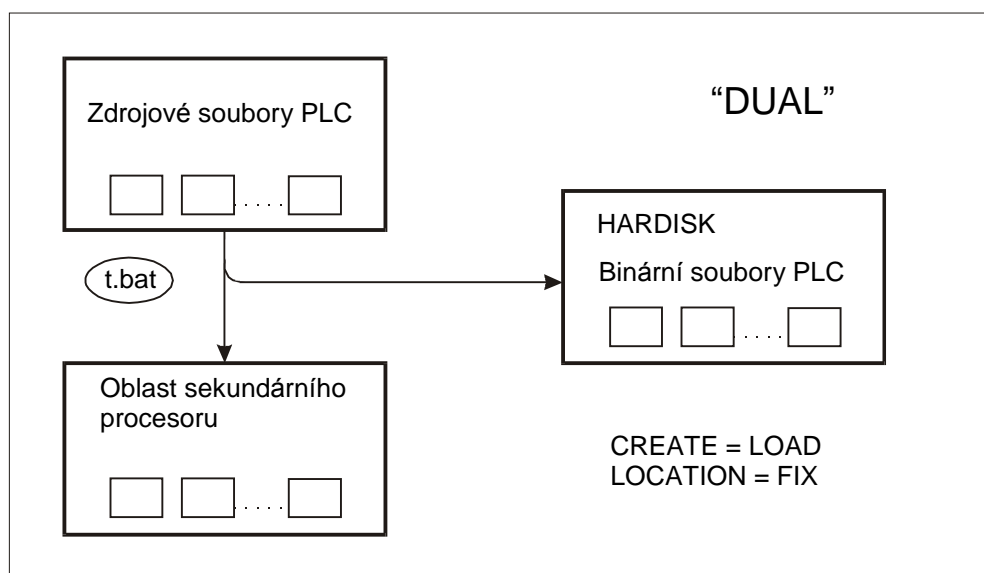 Zdrojové soubory PLC
“DUAL”
t.bat
HARDISK
Binární soubory PLC
Oblast sekundárního
procesoru
CREATE = LOAD
LOCATION = FIX